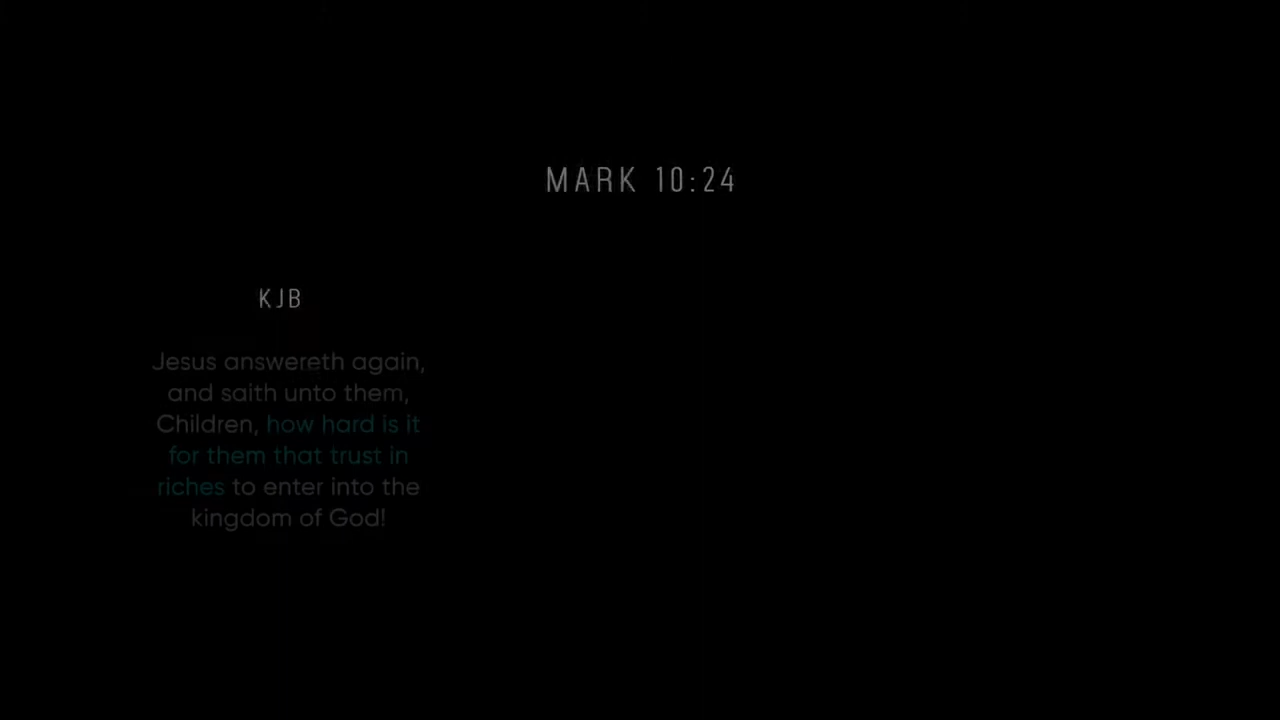 MARK 10:24
KJB
Jesus answereth again,
and saith unto them,
Children, how hard is it
for them that trust in
riches to enter into the
kingdom of God!